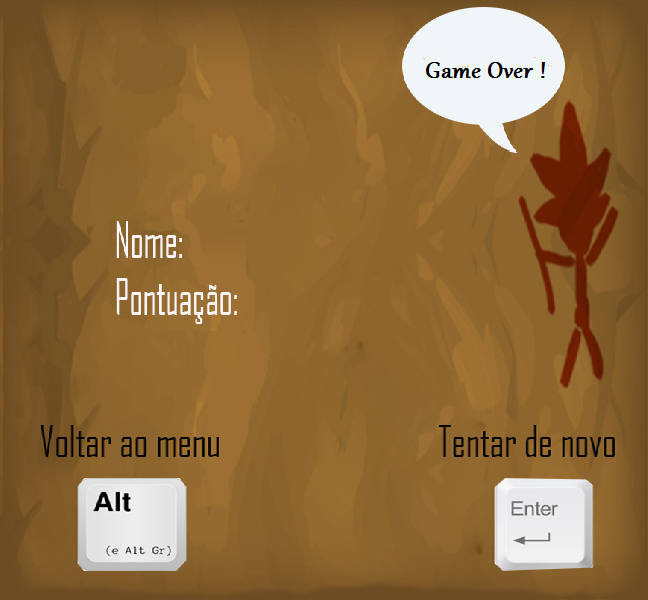 Game Over !
Nome:
Pontuação:
Voltar ao menu
Tentar de novo
Alt
(e Alt Gr)
Enter